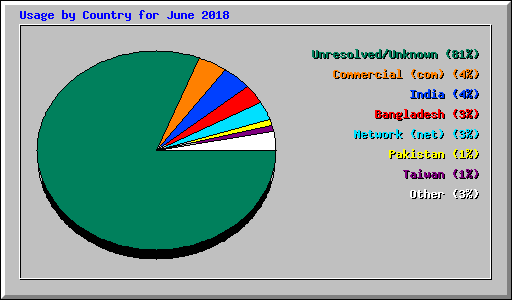 Usage by Country for June 2018
Unresolved/Unknown (81%)
Commercial (com) (4%)
India (4%)
Bangladesh (3%)
Network (net) (3%)
Pakistan (1%)
Taiwan (1%)
Other (3%)